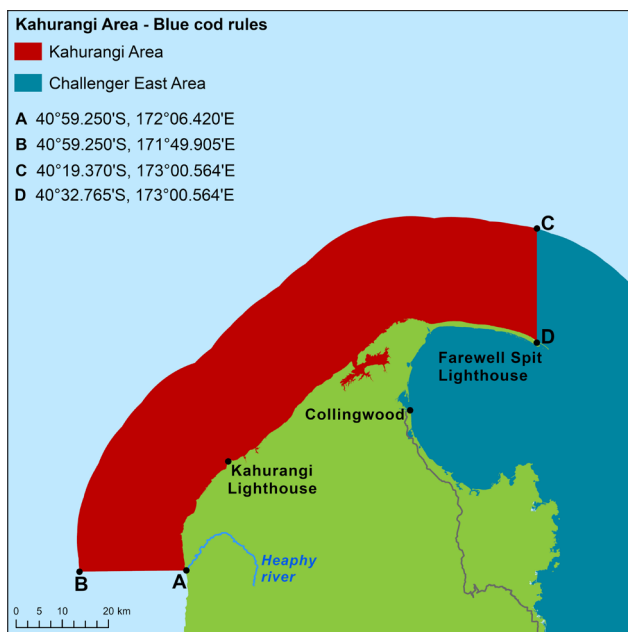 Kahurangi Area - Blue cod rules
Kahurangi Area
Challenger East Area
A 40°59.250'S, 172°06.420'E
B 40°59.250'S, 171°49.905'E
C 40°19.370'S, 173°00.564'E
D 40°32.765'S, 173°00.564'E
C
D
Farewell Spit
Lighthouse
Collingwood
Kahurangi
Lighthouse
Heaphy
river
B
A
0 5 10 20 km